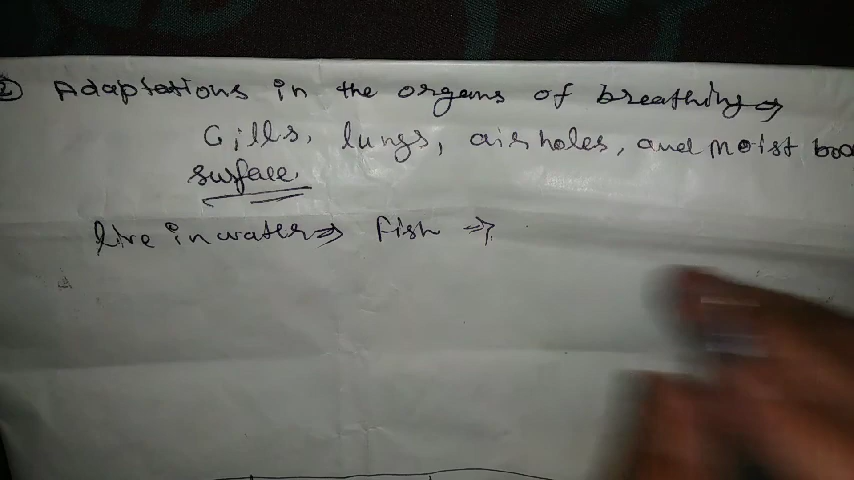 ② Adaptations in the organs of breathing →
Gills, lungs, air holes, and moist
surface.
live in water → Fish →